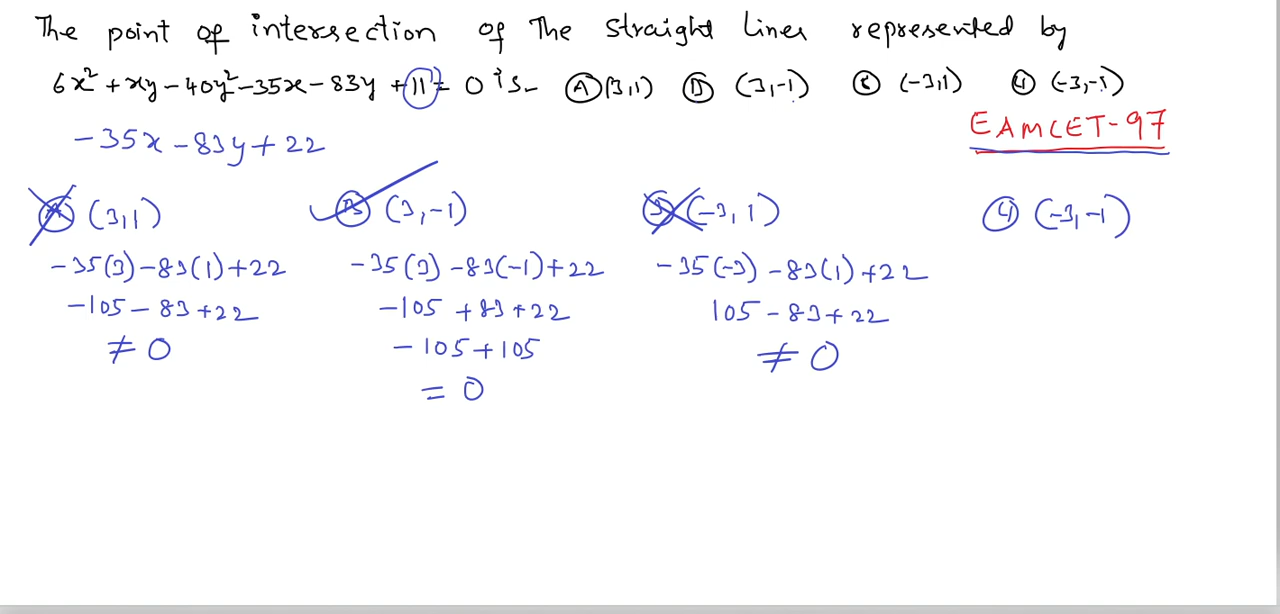 The point of intersection of The straight lines represented by
6x² + xy - 40y² - 35x - 83y + 11 = 0 is- Ⓐ (3,1) Ⓑ (3,-1) Ⓒ (-3,1) ④ (-3,-1)
EAMCET-97
-35x - 83y + 22
Ⓐ (3,1) Ⓑ (3,-1) ③ (-3,1) ④ (-3,-1)
-35(3) - 83(1) + 22 -35(3) - 83(-1) + 22 -35(-3) - 83(1) + 22
-105 - 83 + 22 -105 + 83 + 22 105 - 83 + 22
≠ 0 -105 + 105 ≠ 0
= 0